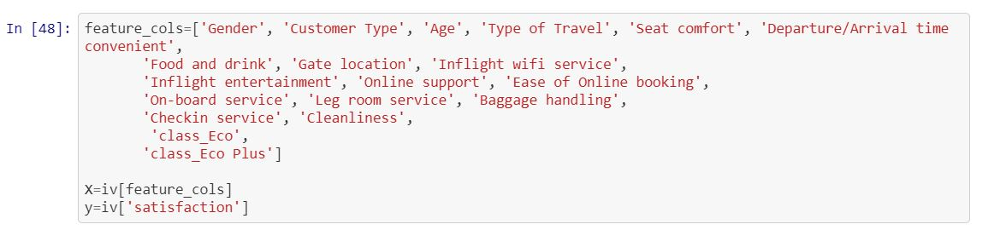 In [48]: feature_cols=['Gender', 'Customer Type', 'Age', 'Type of Travel', 'Seat comfort', 'Departure/Arrival time
convenient',
'Food and drink', 'Gate location', 'Inflight wifi service',
'Inflight entertainment', 'Online support', 'Ease of Online booking',
'On-board service', 'Leg room service', 'Baggage handling',
'Checkin service', 'Cleanliness',
'class_Eco',
'class_Eco Plus']
X=iv[feature_cols]
y=iv['satisfaction']